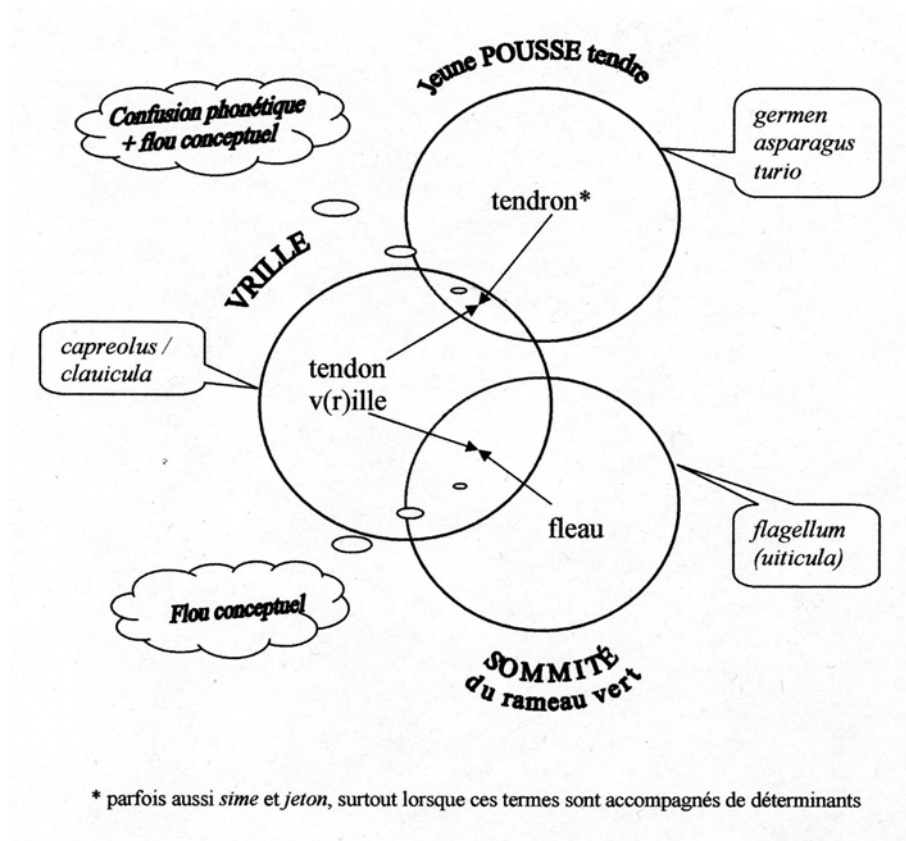 Jeune POUSSE tendre
Confusion phonétique
+ flou conceptuel
germen
asparagus
turio
tendron*
VRILLE
capreolus /
clauicula
tendon
v(r)ille
fleau
flagellum
(uiticula)
Flou conceptuel
SOMMITÉ
du rameau vert
* parfois aussi sime et jeton, surtout lorsque ces termes sont accompagnés de déterminants